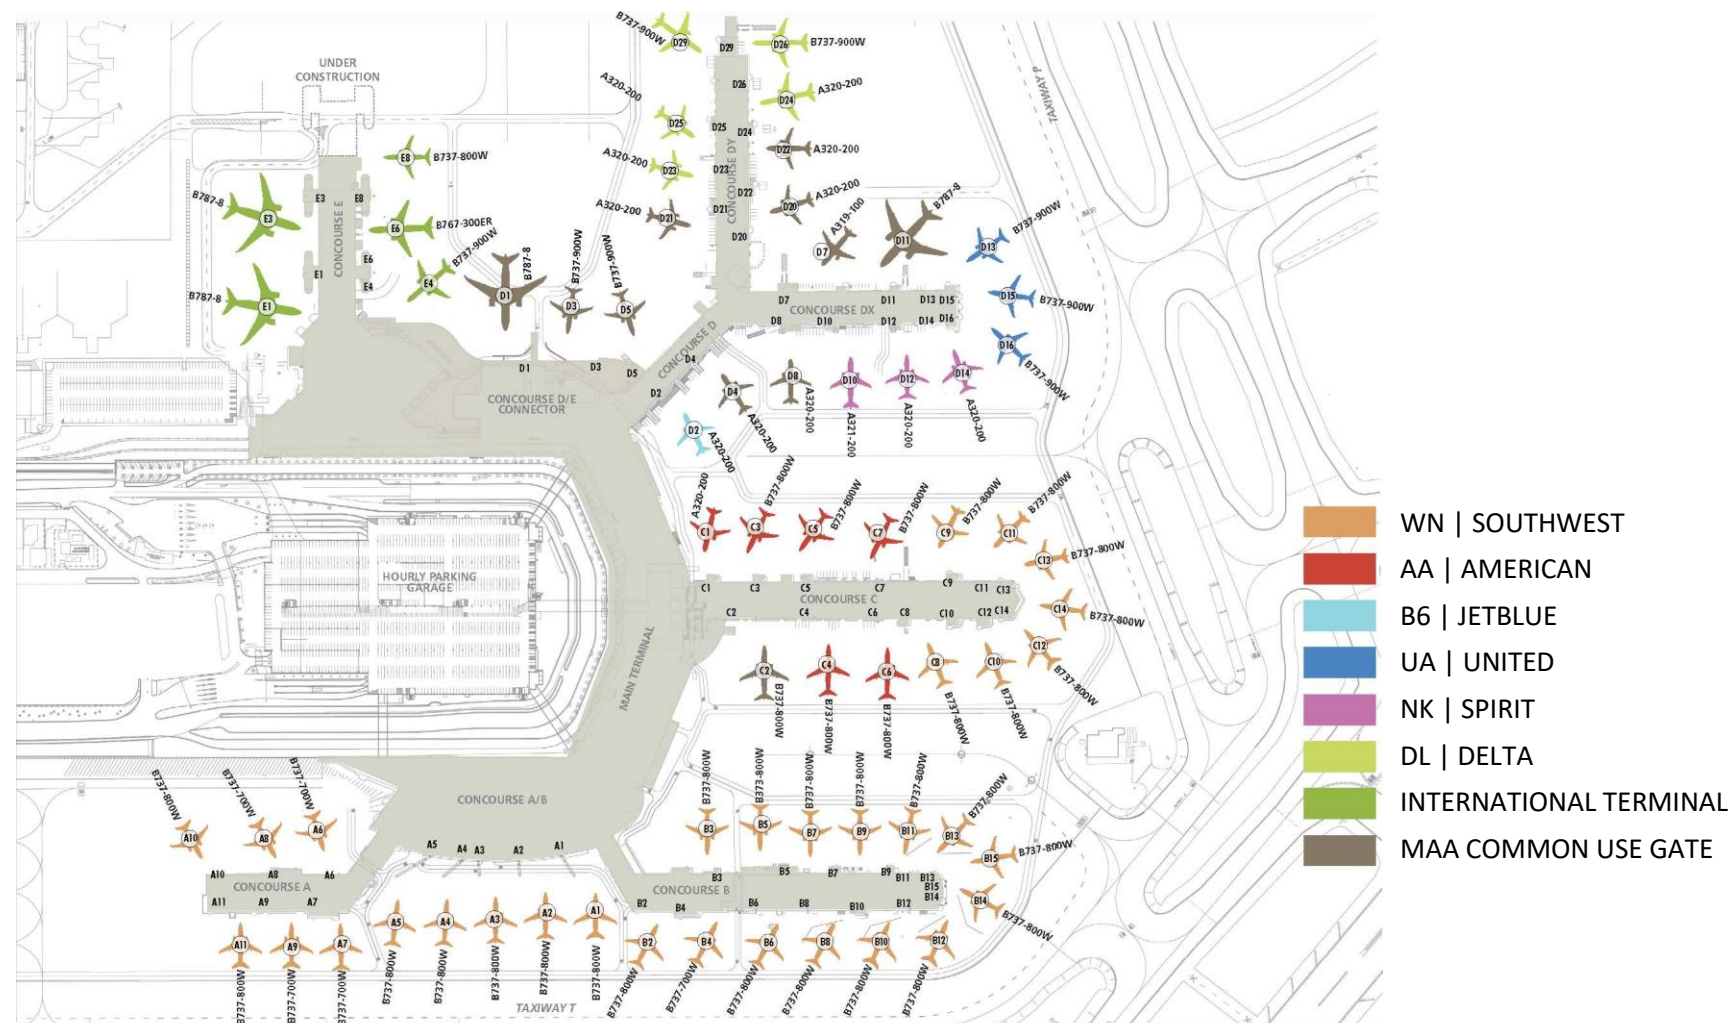 UNDER
CONSTRUCTION
B737-900W
D29
D29
D26
B737-900W
D26
A320-200
D24
A320-200
TAXIWAY P
D25
D25
D24
CONCOURSE DY
D22
A320-200
E8
B737-800W
A320-200
D23
D23
D22
D20
A320-200
B787-8
E3
E3
E8
CONCOURSE E
E6
B767-300ER
A320-200
D21
D21
D20
A319-100
D7
D11
B787-8
D13
B737-900W
B787-8
E1
E1
E6
E4
E4
B737-900W
D1
B787-8
D3
B737-900W
D5
B737-900W
D15
B737-900W
D7
D11
D13
D15
CONCOURSE DX
D8
D10
D12
D14
D16
D16
B737-900W
CONCOURSE D
D1
D3
D5
D4
D2
CONCOURSE D/E
CONNECTOR
D4
A320-200
D8
A320-200
D10
A321-200
D12
A320-200
D14
A320-200
D2
A320-200
A320-200
C1
B737-800W
C3
B737-800W
C5
B737-800W
C7
B737-800W
C9
B737-800W
C11
C13
B737-800W
C14
B737-800W
C12
B737-800W
HOURLY PARKING
GARAGE
C1
C3
C5
C7
C9
C11
C13
CONCOURSE C
C2
C4
C6
C8
C10
C12
C14
MAIN TERMINAL
C2
B737-800W
C4
B737-800W
C6
B737-800W
C8
B737-800W
C10
B737-800W
B737-800W
A10
B737-700W
A8
B737-700W
A6
CONCOURSE A/B
B737-800W
B3
B373-800W
B5
B737-800W
B7
B737-800W
B9
B737-800W
B11
B737-800W
B13
B15
B737-800W
B14
B737-800W
A5
A4
A3
A2
A1
A10
A8
A6
CONCOURSE A
A11
A9
A7
B3
B5
B7
B9
B11
B13
B15
B14
CONCOURSE B
B2
B4
B6
B8
B10
B12
A11
B737-800W
A9
B737-700W
A7
B737-700W
A5
B737-800W
A4
B737-800W
A3
B737-800W
A2
B737-800W
A1
B737-800W
B2
B737-800W
B4
B737-700W
B6
B737-800W
B8
B737-800W
B10
B737-800W
B12
B737-800W
TAXIWAY T
WN | SOUTHWEST
AA | AMERICAN
B6 | JETBLUE
UA | UNITED
NK | SPIRIT
DL | DELTA
INTERNATIONAL TERMINAL
MAA COMMON USE GATE